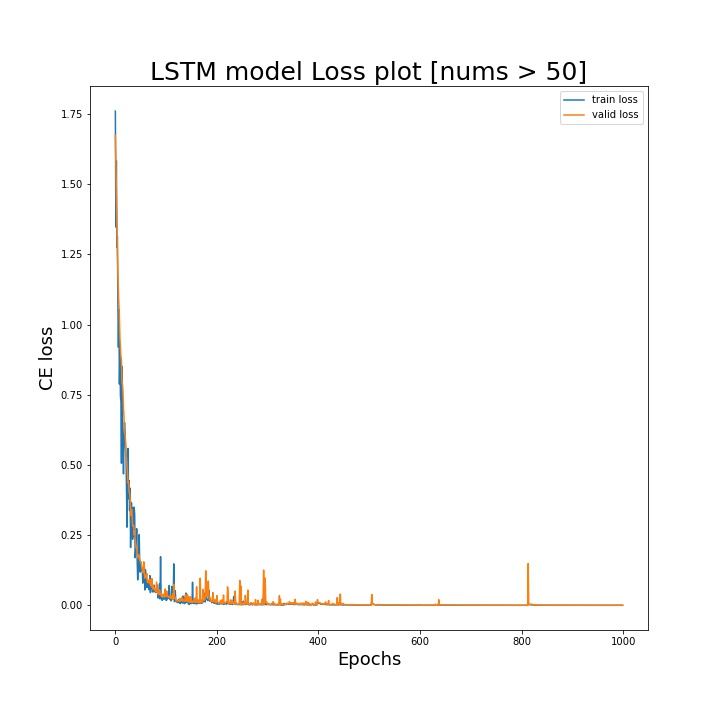 LSTM model Loss plot [nums > 50]
train loss
valid loss
1.75
1.50
1.25
1.00
0.75
0.50
0.25
0.00
CE loss
0 200 400 600 800 1000
Epochs